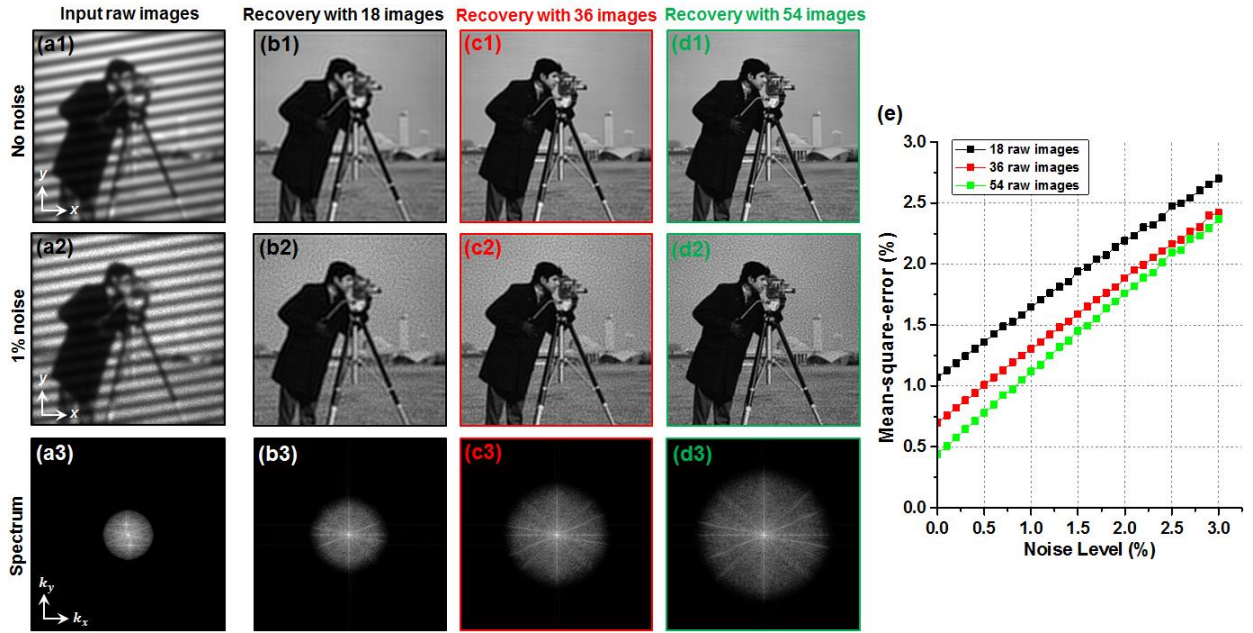 Input raw images
Recovery with 18 images
Recovery with 36 images
Recovery with 54 images
No noise
(a1)
y
x
(b1)
(c1)
(d1)
1% noise
(a2)
y
x
(b2)
(c2)
(d2)
Spectrum
(a3)
k_y
k_x
(b3)
(c3)
(d3)
(e)
18 raw images
36 raw images
54 raw images
Mean-square-error (%)
3.0
2.5
2.0
1.5
1.0
0.5
0.0
0.0 0.5 1.0 1.5 2.0 2.5 3.0
Noise Level (%)